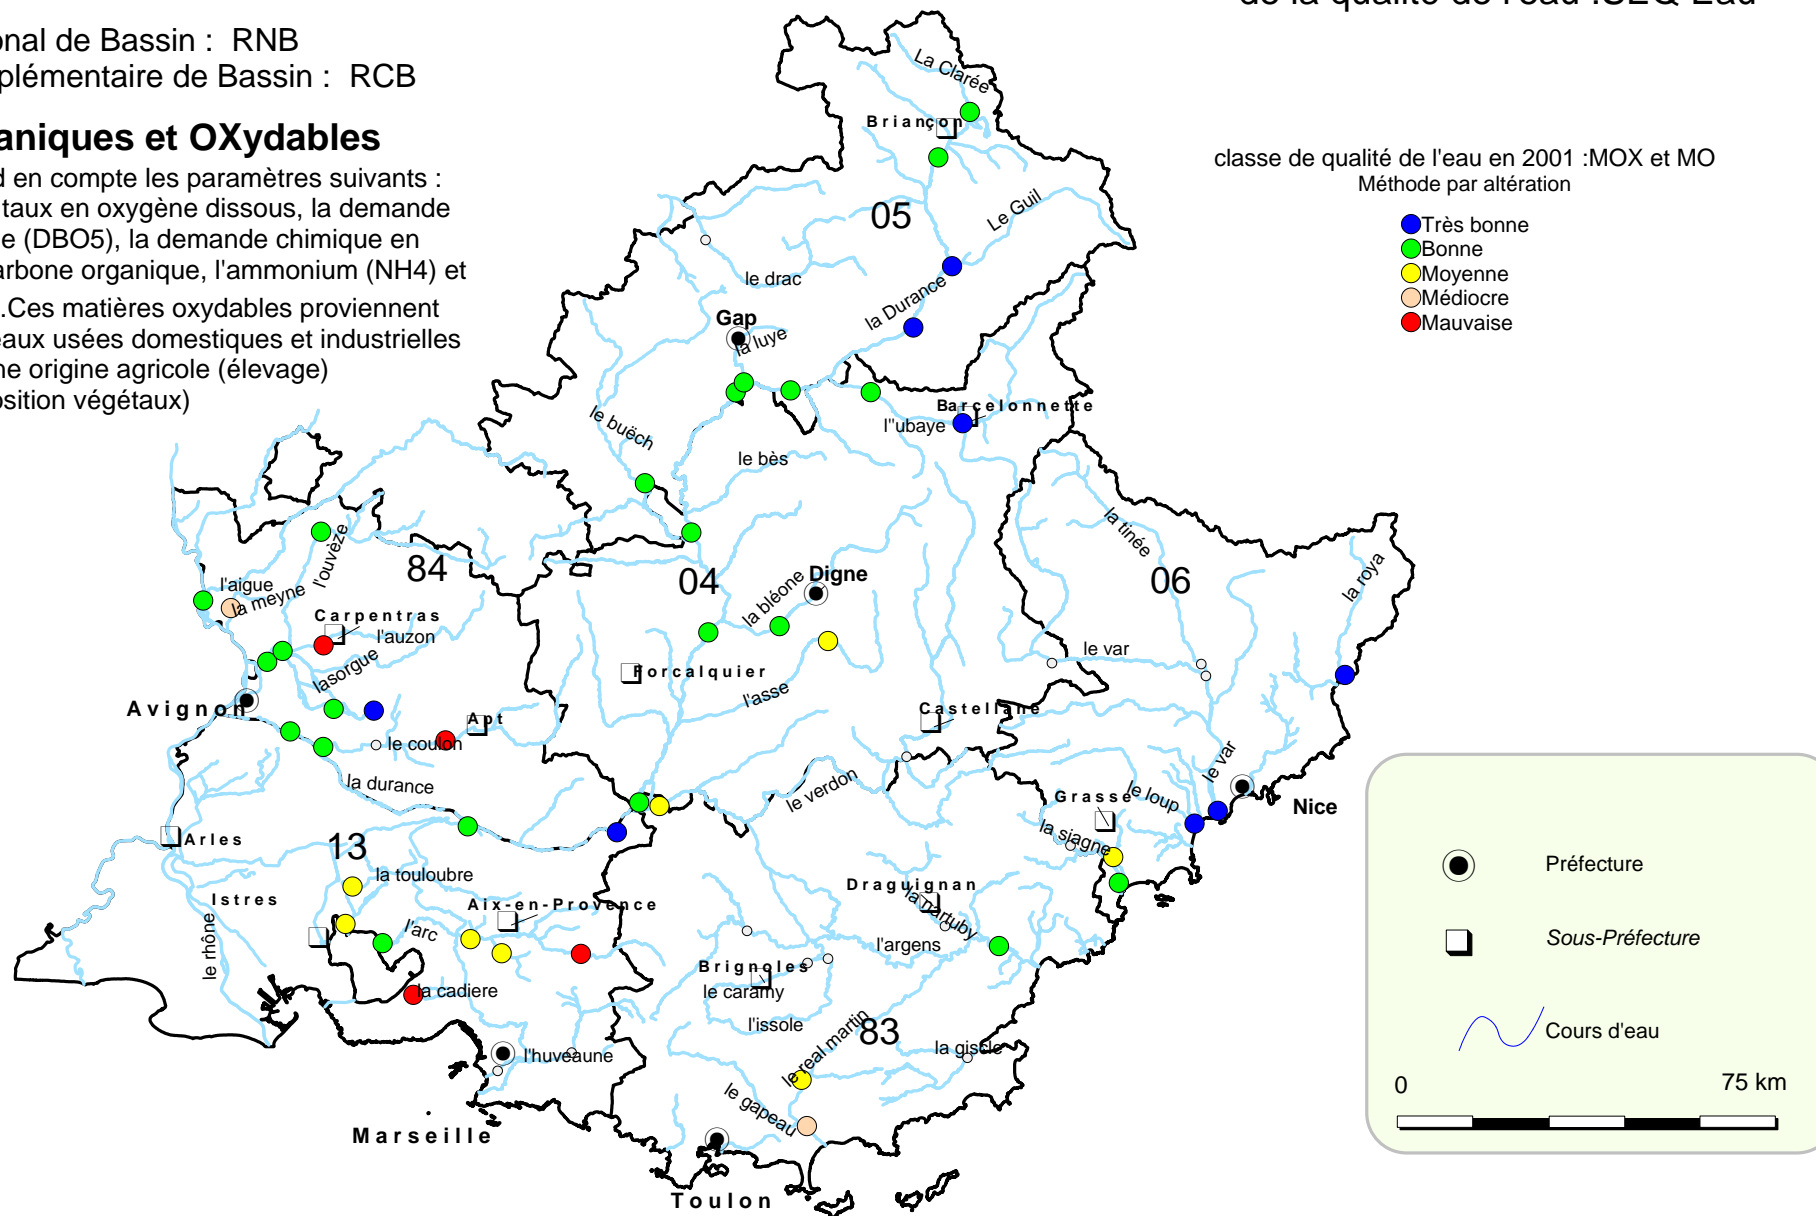 de la qualité de l'eau :SEQ-Eau
onal de Bassin : RNB
plémentaire de Bassin : RCB
aniques et OXydables
d en compte les paramètres suivants :
taux en oxygène dissous, la demande
e (DBO5), la demande chimique en
arbone organique, l'ammonium (NH4) et
.Ces matières oxydables proviennent
eaux usées domestiques et industrielles
ne origine agricole (élevage)
osition végétaux)
classe de qualité de l'eau en 2001 :MOX et MO
Méthode par altération
Très bonne
Bonne
Moyenne
Médiocre
Mauvaise
La Clarée
Briançon
05
Le Guil
le drac
la Durance
Gap
la luye
le buëch
Barcelonnette
l''ubaye
le bès
la tinée
l'ouvèze
84
04
Digne
06
la roya
l'aigue
la meyne
la bléone
Carpentras
l'auzon
le var
lasorgue
Forcalquier
l'asse
Avignon
Apt
Castellane
le coulon
le var
la durance
le verdon
le loup
Grasse
Nice
Arles
13
la siagne
la touloubre
Draguignan
Istres
Aix-en-Provence
la nartuby
l'arc
le rhône
l'argens
Brignoles
la cadiere
le caramy
l'issole
le real martin
83
l'huveaune
la giscle
le gapeau
Marseille
Toulon
Préfecture
Sous-Préfecture
Cours d'eau
0
75 km